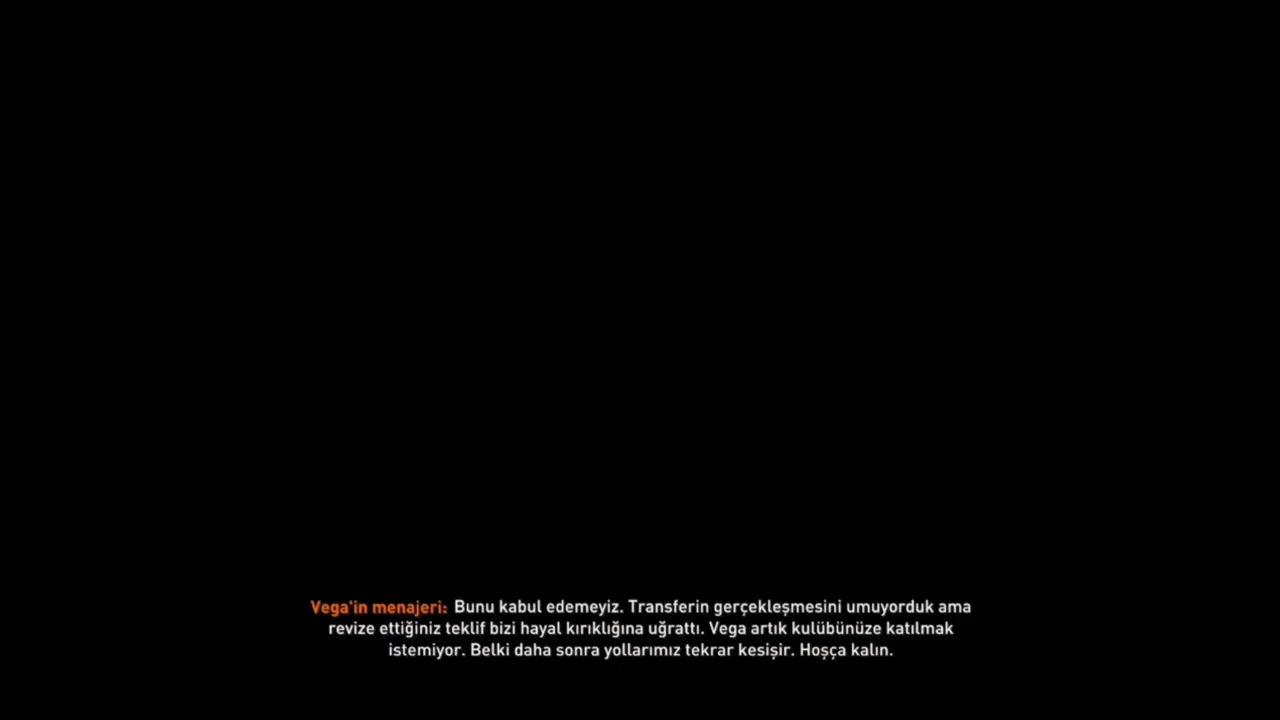 Vega'in menajeri: Bunu kabul edemeyiz. Transferin gerçekleşmesini umuyorduk ama
revize ettiğiniz teklif bizi hayal kırıklığına uğrattı. Vega artık kulübünüze katılmak
istemiyor. Belki daha sonra yollarımız tekrar kesişir. Hoşça kalın.